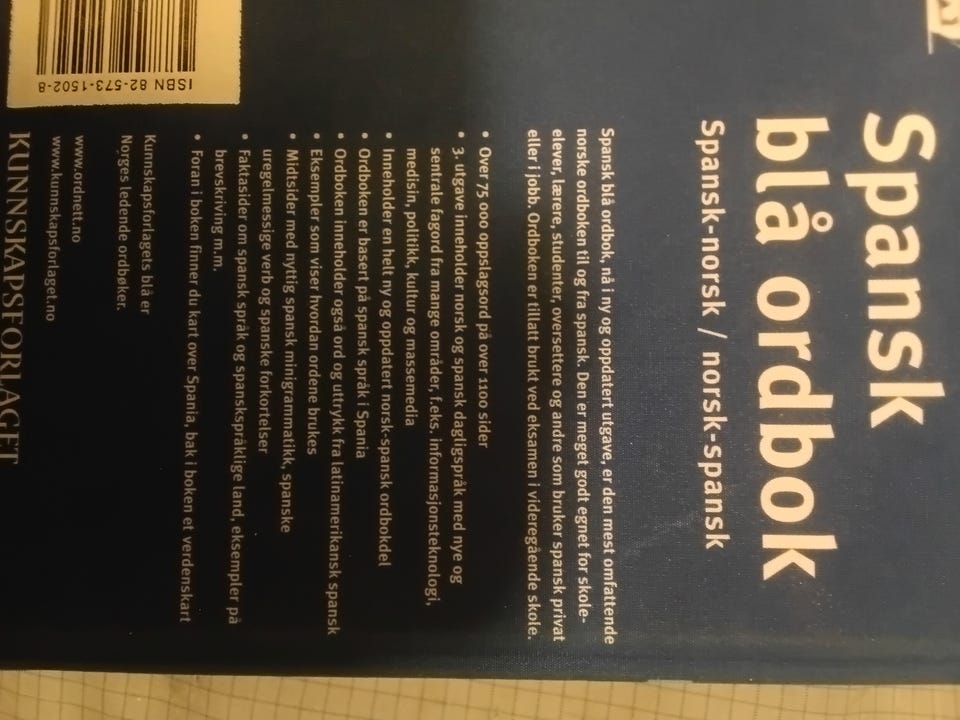 Spansk
blå ordbok
Spansk-norsk / norsk-spansk
Spansk blå ordbok, nå i ny og oppdatert utgave, er den mest omfattende
norske ordboken til og fra spansk. Den er meget godt egnet for skole-
elever, lærere, studenter, oversettere og andre som bruker spansk privat
eller i jobb. Ordboken er tillatt brukt ved eksamen i videregående skole.
• Over 75 000 oppslagsord på over 1100 sider
• 3. utgave inneholder norsk og spansk dagligspråk med nye og
sentrale fagord fra mange områder, f.eks. informasjonsteknologi,
medisin, politikk, kultur og massemedia
• Inneholder en helt ny og oppdatert norsk-spansk ordbokdel
• Ordboken er basert på spansk språk i Spania
• Ordboken inneholder også ord og uttrykk fra latinamerikansk spansk
• Eksempler som viser hvordan ordene brukes
• Midtsider med nyttig spansk minigrammatikk, spanske
uregelmessige verb og spanske forkortelser
• Faktasider om spansk språk og spanskspråklige land, eksempler på
brevskriving m.m.
• Foran i boken finner du kart over Spania, bak i boken et verdenskart
Kunnskapsforlagets blå er
Norges ledende ordbøker.
www.ordnett.no
www.kunnskapsforlaget.no
KUNNSKAPSFORLAGET
ISBN 82-573-1502-8